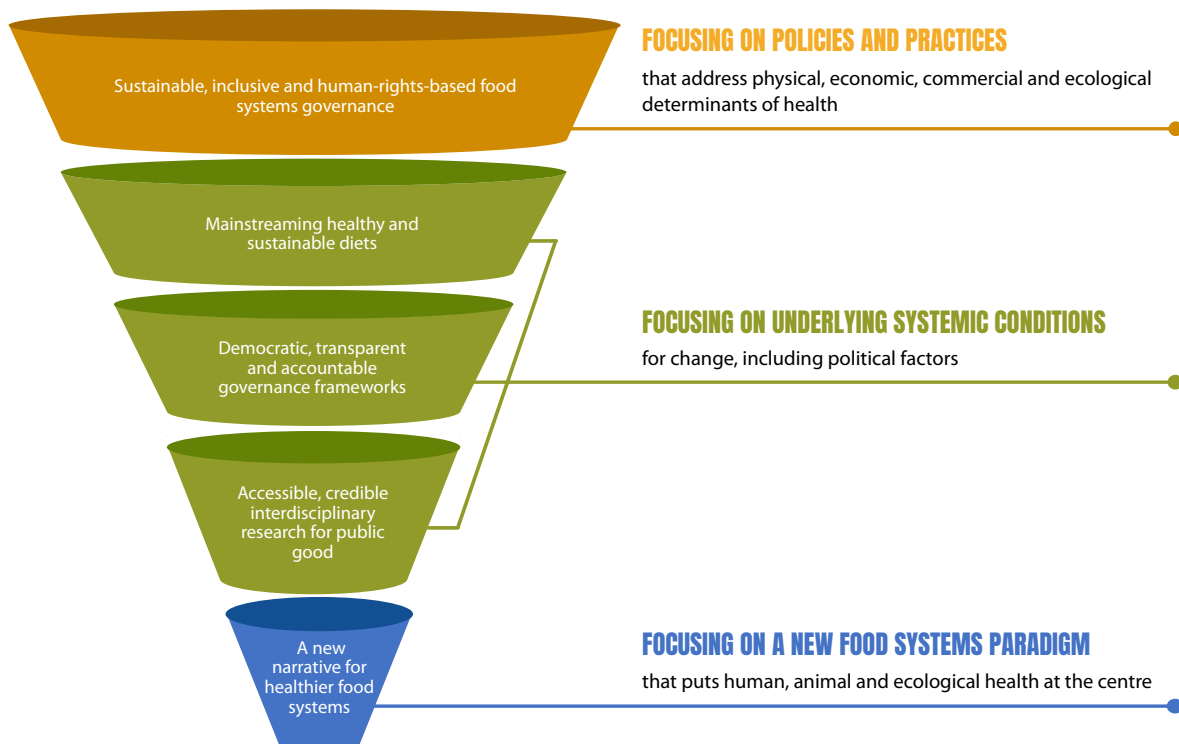 Sustainable, inclusive and human-rights-based food
systems governance
FOCUSING ON POLICIES AND PRACTICES
that address physical, economic, commercial and ecological
determinants of health
Mainstreaming healthy and
sustainable diets
Democratic, transparent
and accountable
governance frameworks
FOCUSING ON UNDERLYING SYSTEMIC CONDITIONS
for change, including political factors
Accessible, credible
interdisciplinary
research for public
good
A new
narrative for
healthier food
systems
FOCUSING ON A NEW FOOD SYSTEMS PARADIGM
that puts human, animal and ecological health at the centre